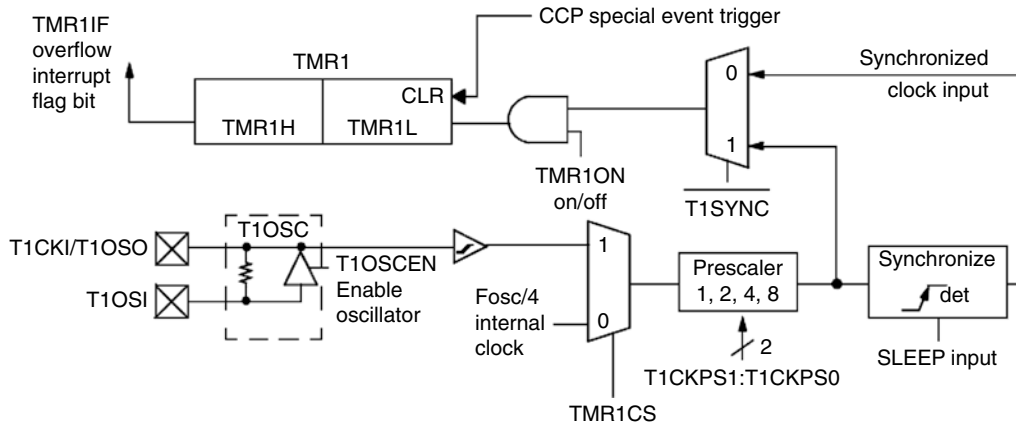 CCP special event trigger
TMR1IF
overflow
interrupt
flag bit
TMR1
CLR
TMR1H
TMR1L
0
1
Synchronized
clock input
TMR1ON
on/off
T1SYNC
T1OSC
T1CKI/T1OSO
T1OSI
T1OSCEN
Enable
oscillator
Fosc/4
internal
clock
1
0
Prescaler
1, 2, 4, 8
Synchronize
det
2
SLEEP input
T1CKPS1:T1CKPS0
TMR1CS